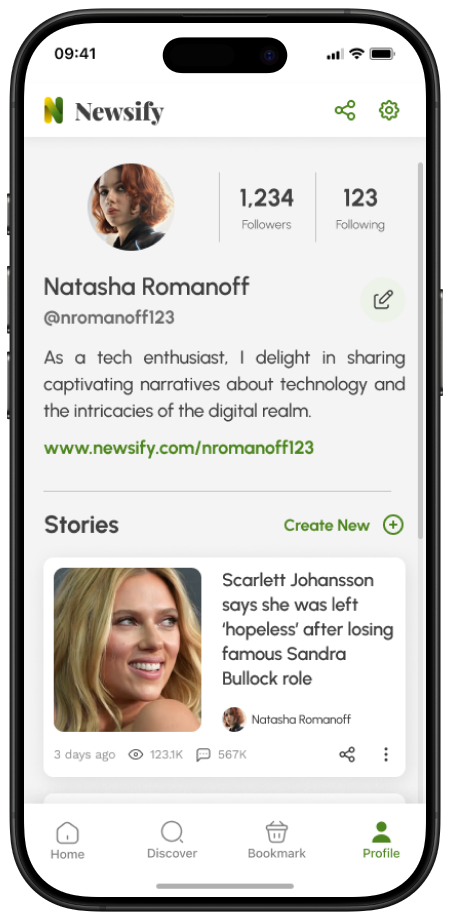 09:41
Newsify
1,234
Followers
123
Following
Natasha Romanoff
@nromanoff123
As a tech enthusiast, I delight in sharing
captivating narratives about technology and
the intricacies of the digital realm.
www.newsify.com/nromanoff123
Stories
Create New
Scarlett Johansson
says she was left
‘hopeless’ after losing
famous Sandra
Bullock role
Natasha Romanoff
3 days ago 123.1K 567K
Home Discover Bookmark Profile